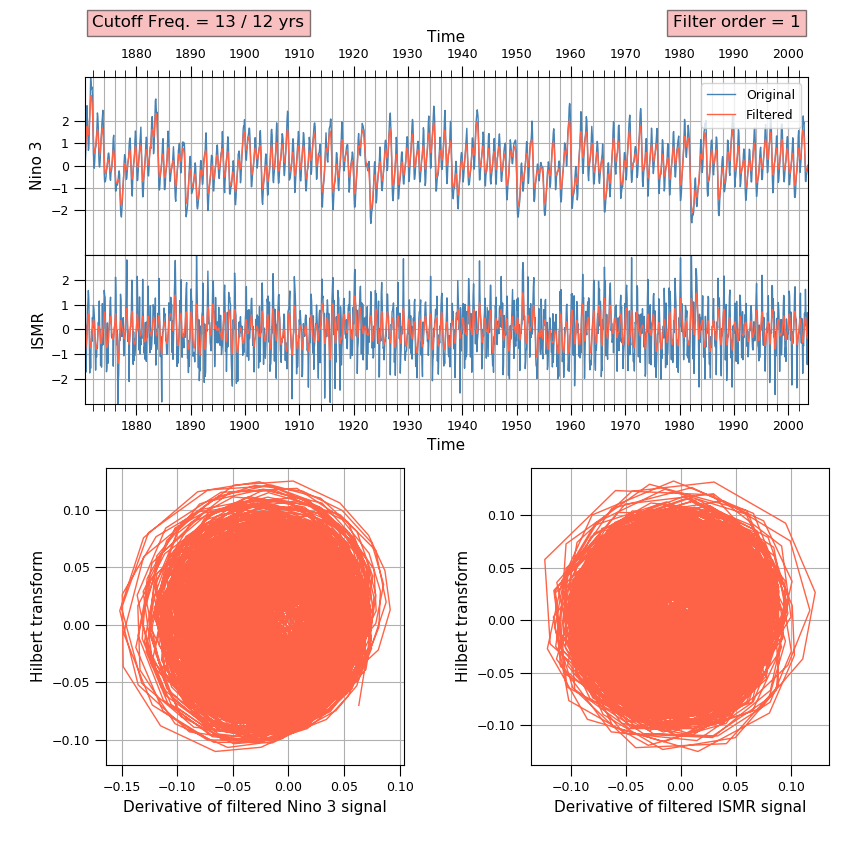 Cutoff Freq. = 13 / 12 yrs
Filter order = 1
Time
1880 1890 1900 1910 1920 1930 1940 1950 1960 1970 1980 1990 2000
Original
Filtered
Nino 3
2
1
0
−1
−2
ISMR
2
1
0
−1
−2
1880 1890 1900 1910 1920 1930 1940 1950 1960 1970 1980 1990 2000
Time
Hilbert transform
0.10
0.05
0.00
−0.05
−0.10
−0.15 −0.10 −0.05 0.00 0.05 0.10
Derivative of filtered Nino 3 signal
Hilbert transform
0.10
0.05
0.00
−0.05
−0.10
−0.10 −0.05 0.00 0.05 0.10
Derivative of filtered ISMR signal